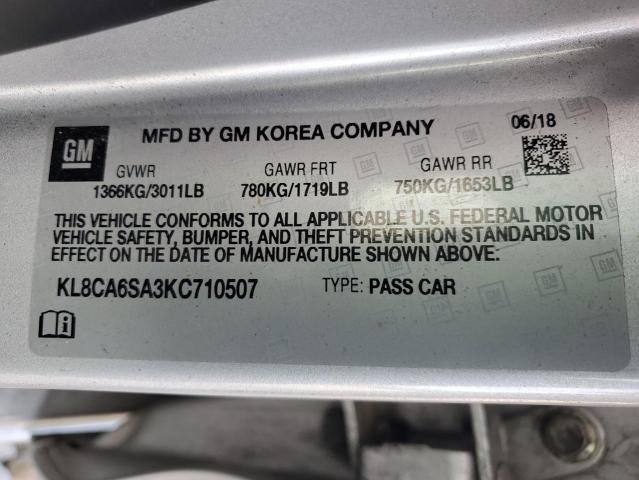 GM
MFD BY GM KOREA COMPANY
06/18
GVWR GAWR FRT GAWR RR
1366KG/3011LB 780KG/1719LB 750KG/1653LB
THIS VEHICLE CONFORMS TO ALL APPLICABLE U.S. FEDERAL MOTOR
VEHICLE SAFETY, BUMPER, AND THEFT PREVENTION STANDARDS IN
EFFECT ON THE DATE OF MANUFACTURE SHOWN ABOVE:
KL8CA6SA3KC710507 TYPE: PASS CAR